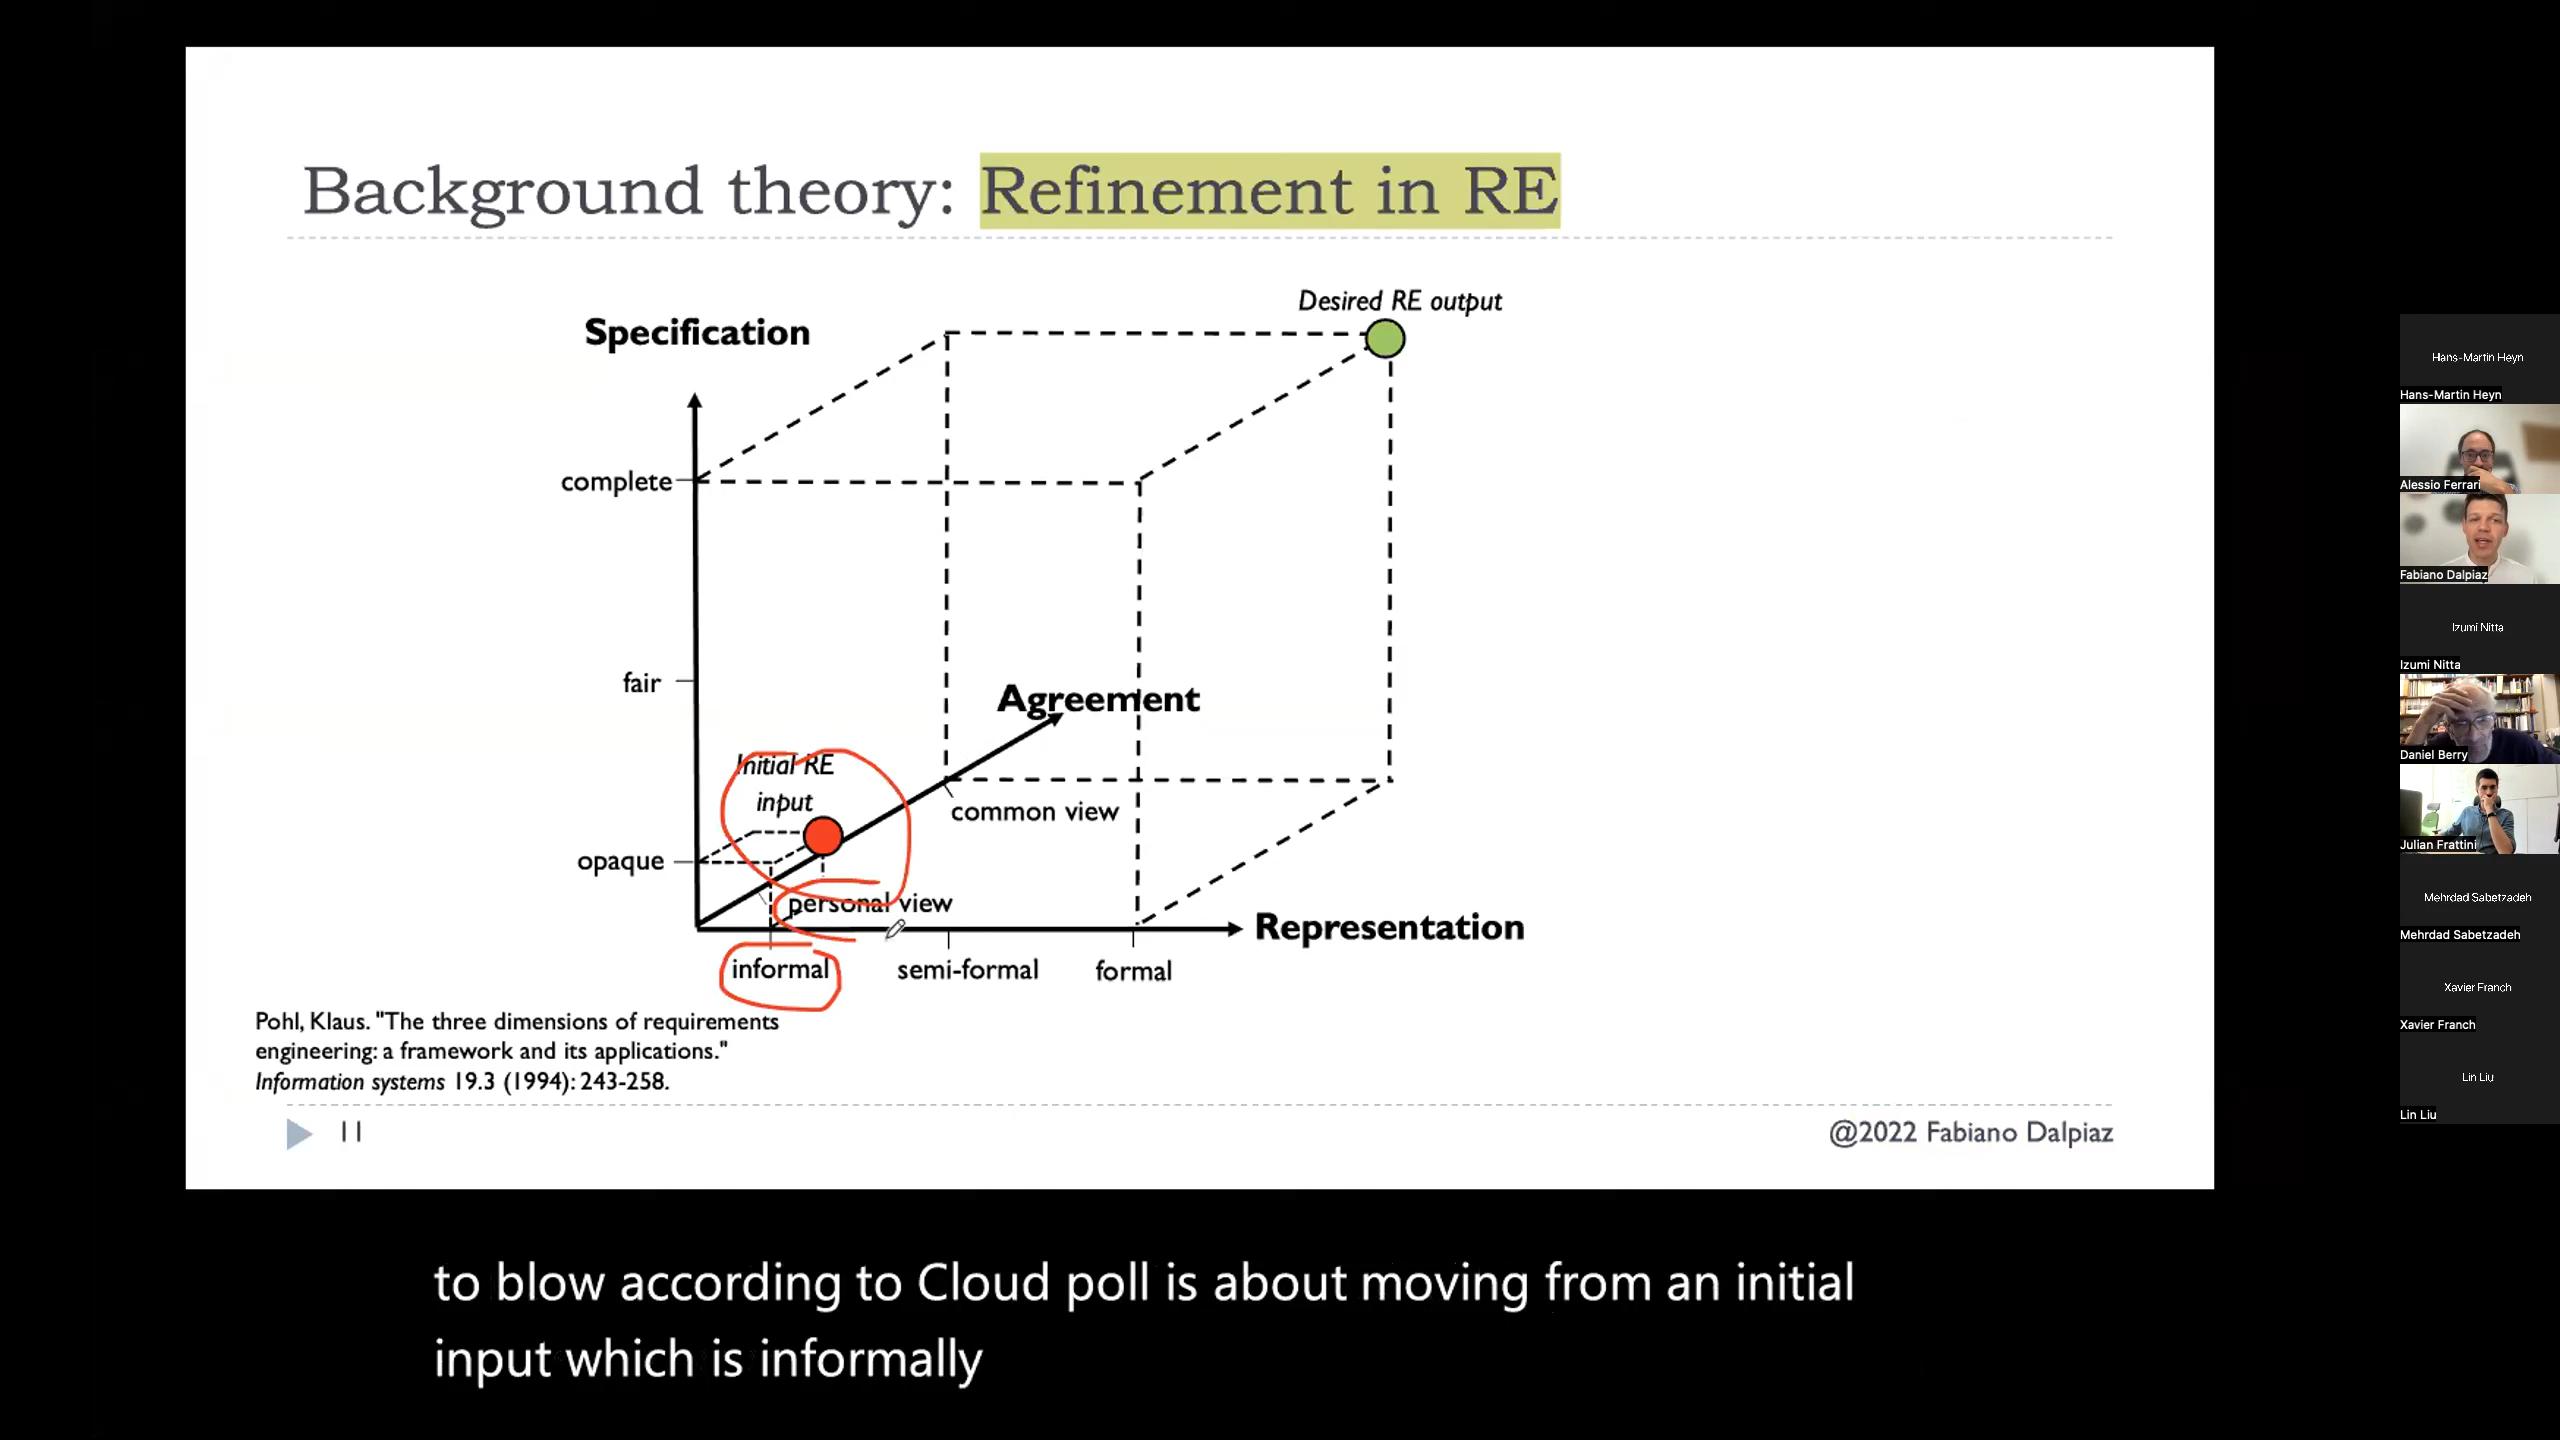 Background theory: Refinement in RE
Desired RE output
Specification
complete
fair
Agreement
Initial RE
input
common view
opaque
personal view
Representation
informal
semi-formal
formal
Pohl, Klaus. "The three dimensions of requirements
engineering: a framework and its applications."
Information systems 19.3 (1994): 243-258.
11
@2022 Fabiano Dalpiaz
Hans-Martin Heyn
Hans-Martin Heyn
Alessio Ferrari
Fabiano Dalpiaz
Izumi Nitta
Izumi Nitta
Daniel Berry
Julian Frattini
Mehrdad Sabetzadeh
Mehrdad Sabetzadeh
Xavier Franch
Xavier Franch
Lin Liu
Lin Liu
to blow according to Cloud poll is about moving from an initial
input which is informally